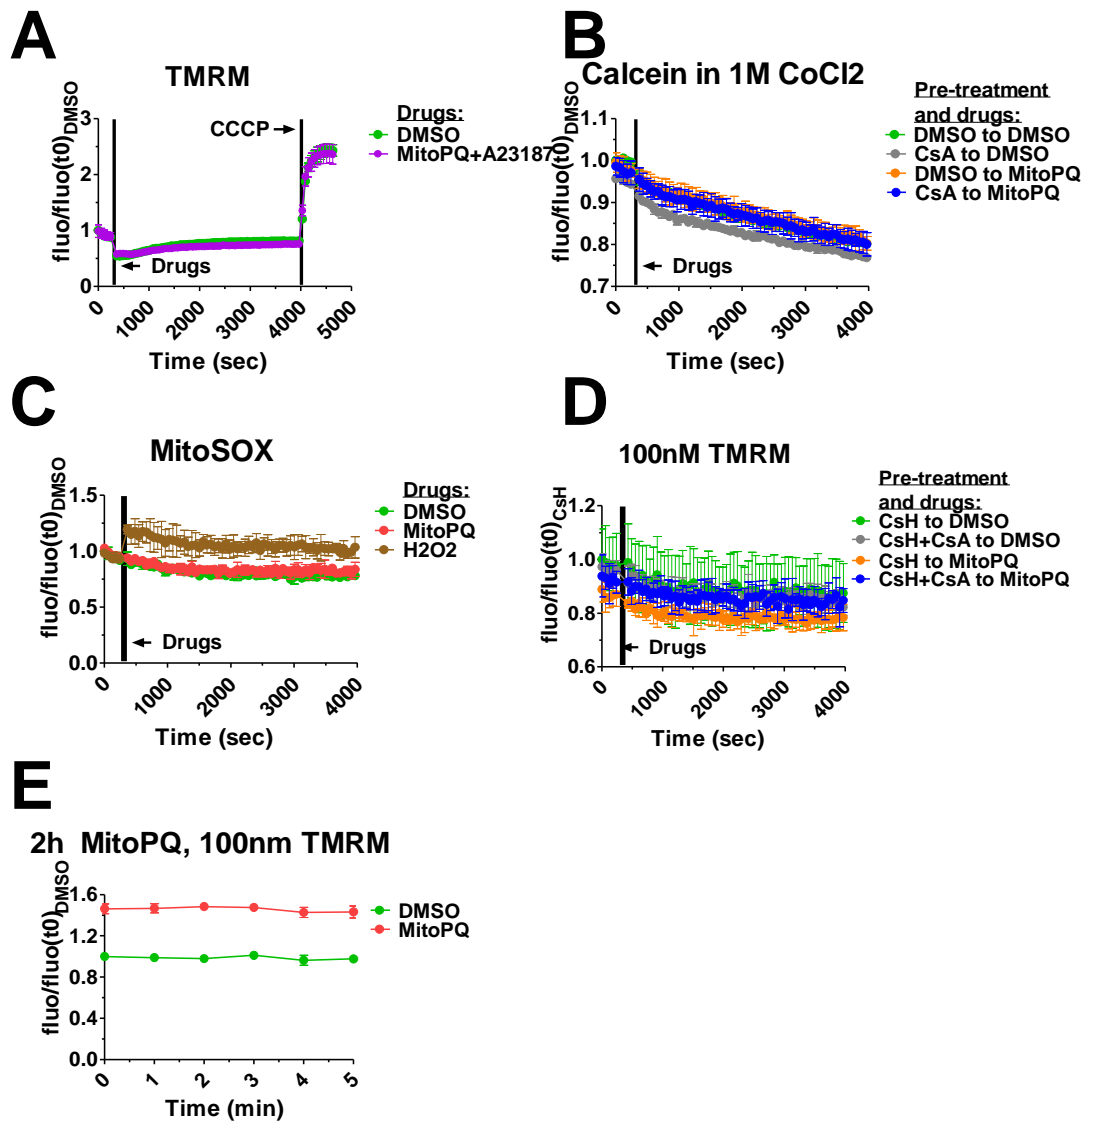 A
TMRM
fluo/fluo(t0)DMSO
3
2
1
0
CCCP
Drugs
0
1000
2000
3000
4000
5000
Time (sec)
Drugs:
DMSO
MitoPQ+A23187
B
Calcein in 1M CoCl2
fluo/fluo(t0)DMSO
1.1
1.0
0.9
0.8
0.7
Drugs
0
1000
2000
3000
4000
Time (sec)
Pre-treatment
and drugs:
DMSO to DMSO
CsA to DMSO
DMSO to MitoPQ
CsA to MitoPQ
C
MitoSOX
fluo/fluo(t0)DMSO
1.5
1.0
0.5
0.0
Drugs
0
1000
2000
3000
4000
Time (sec)
Drugs:
DMSO
MitoPQ
H2O2
D
100nM TMRM
fluo/fluo(t0)CsH
1.2
1.0
0.8
0.6
Drugs
0
1000
2000
3000
4000
Time (sec)
Pre-treatment
and drugs:
CsH to DMSO
CsH+CsA to DMSO
CsH to MitoPQ
CsH+CsA to MitoPQ
E
2h MitoPQ, 100nm TMRM
fluo/fluo(t0)DMSO
1.6
1.2
0.8
0.4
0.0
0
1
2
3
4
5
Time (min)
DMSO
MitoPQ